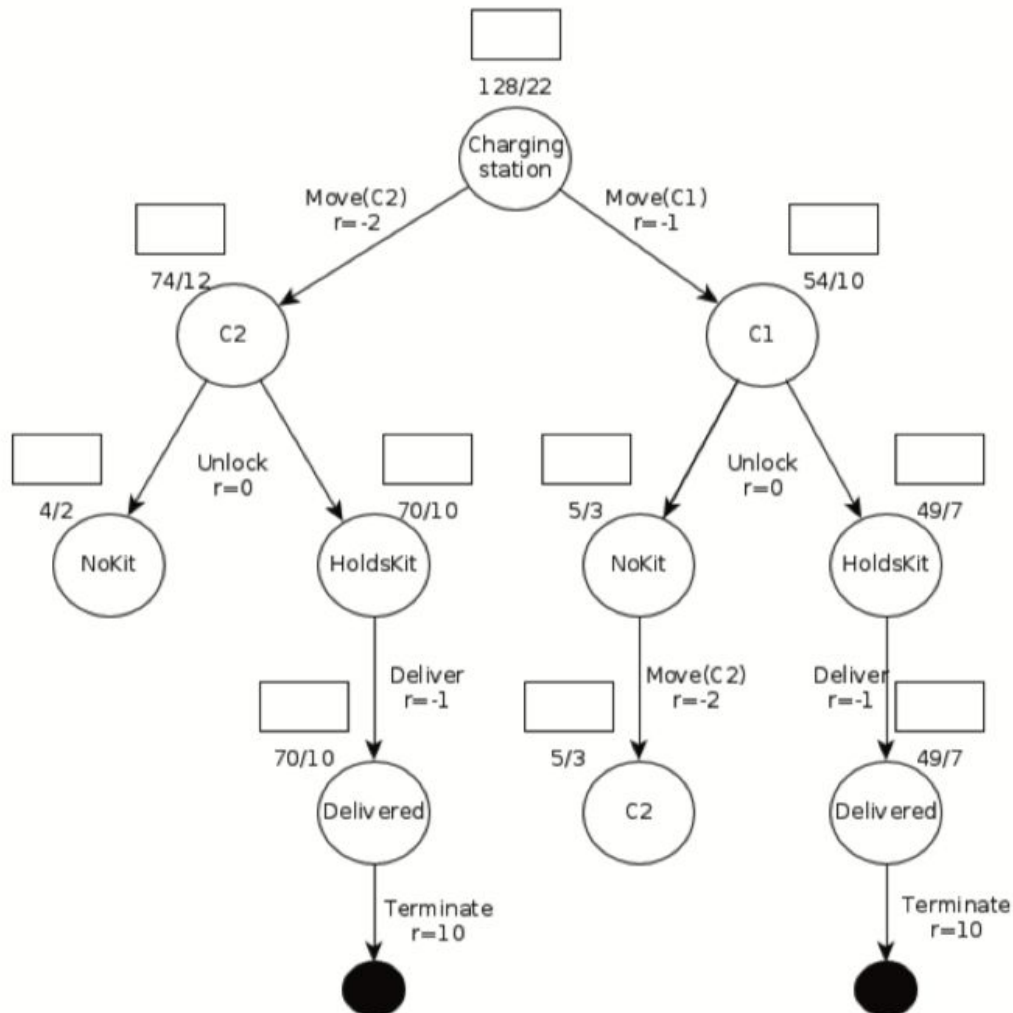 128/22
Charging
station
Move(C2)
r=-2
Move(C1)
r=-1
74/12
54/10
C2
C1
Unlock
r=0
Unlock
r=0
4/2
70/10
5/3
49/7
NoKit
HoldsKit
NoKit
HoldsKit
Deliver
r=-1
Move(C2)
r=-2
Deliver
r=-1
70/10
5/3
49/7
Delivered
C2
Delivered
Terminate
r=10
Terminate
r=10